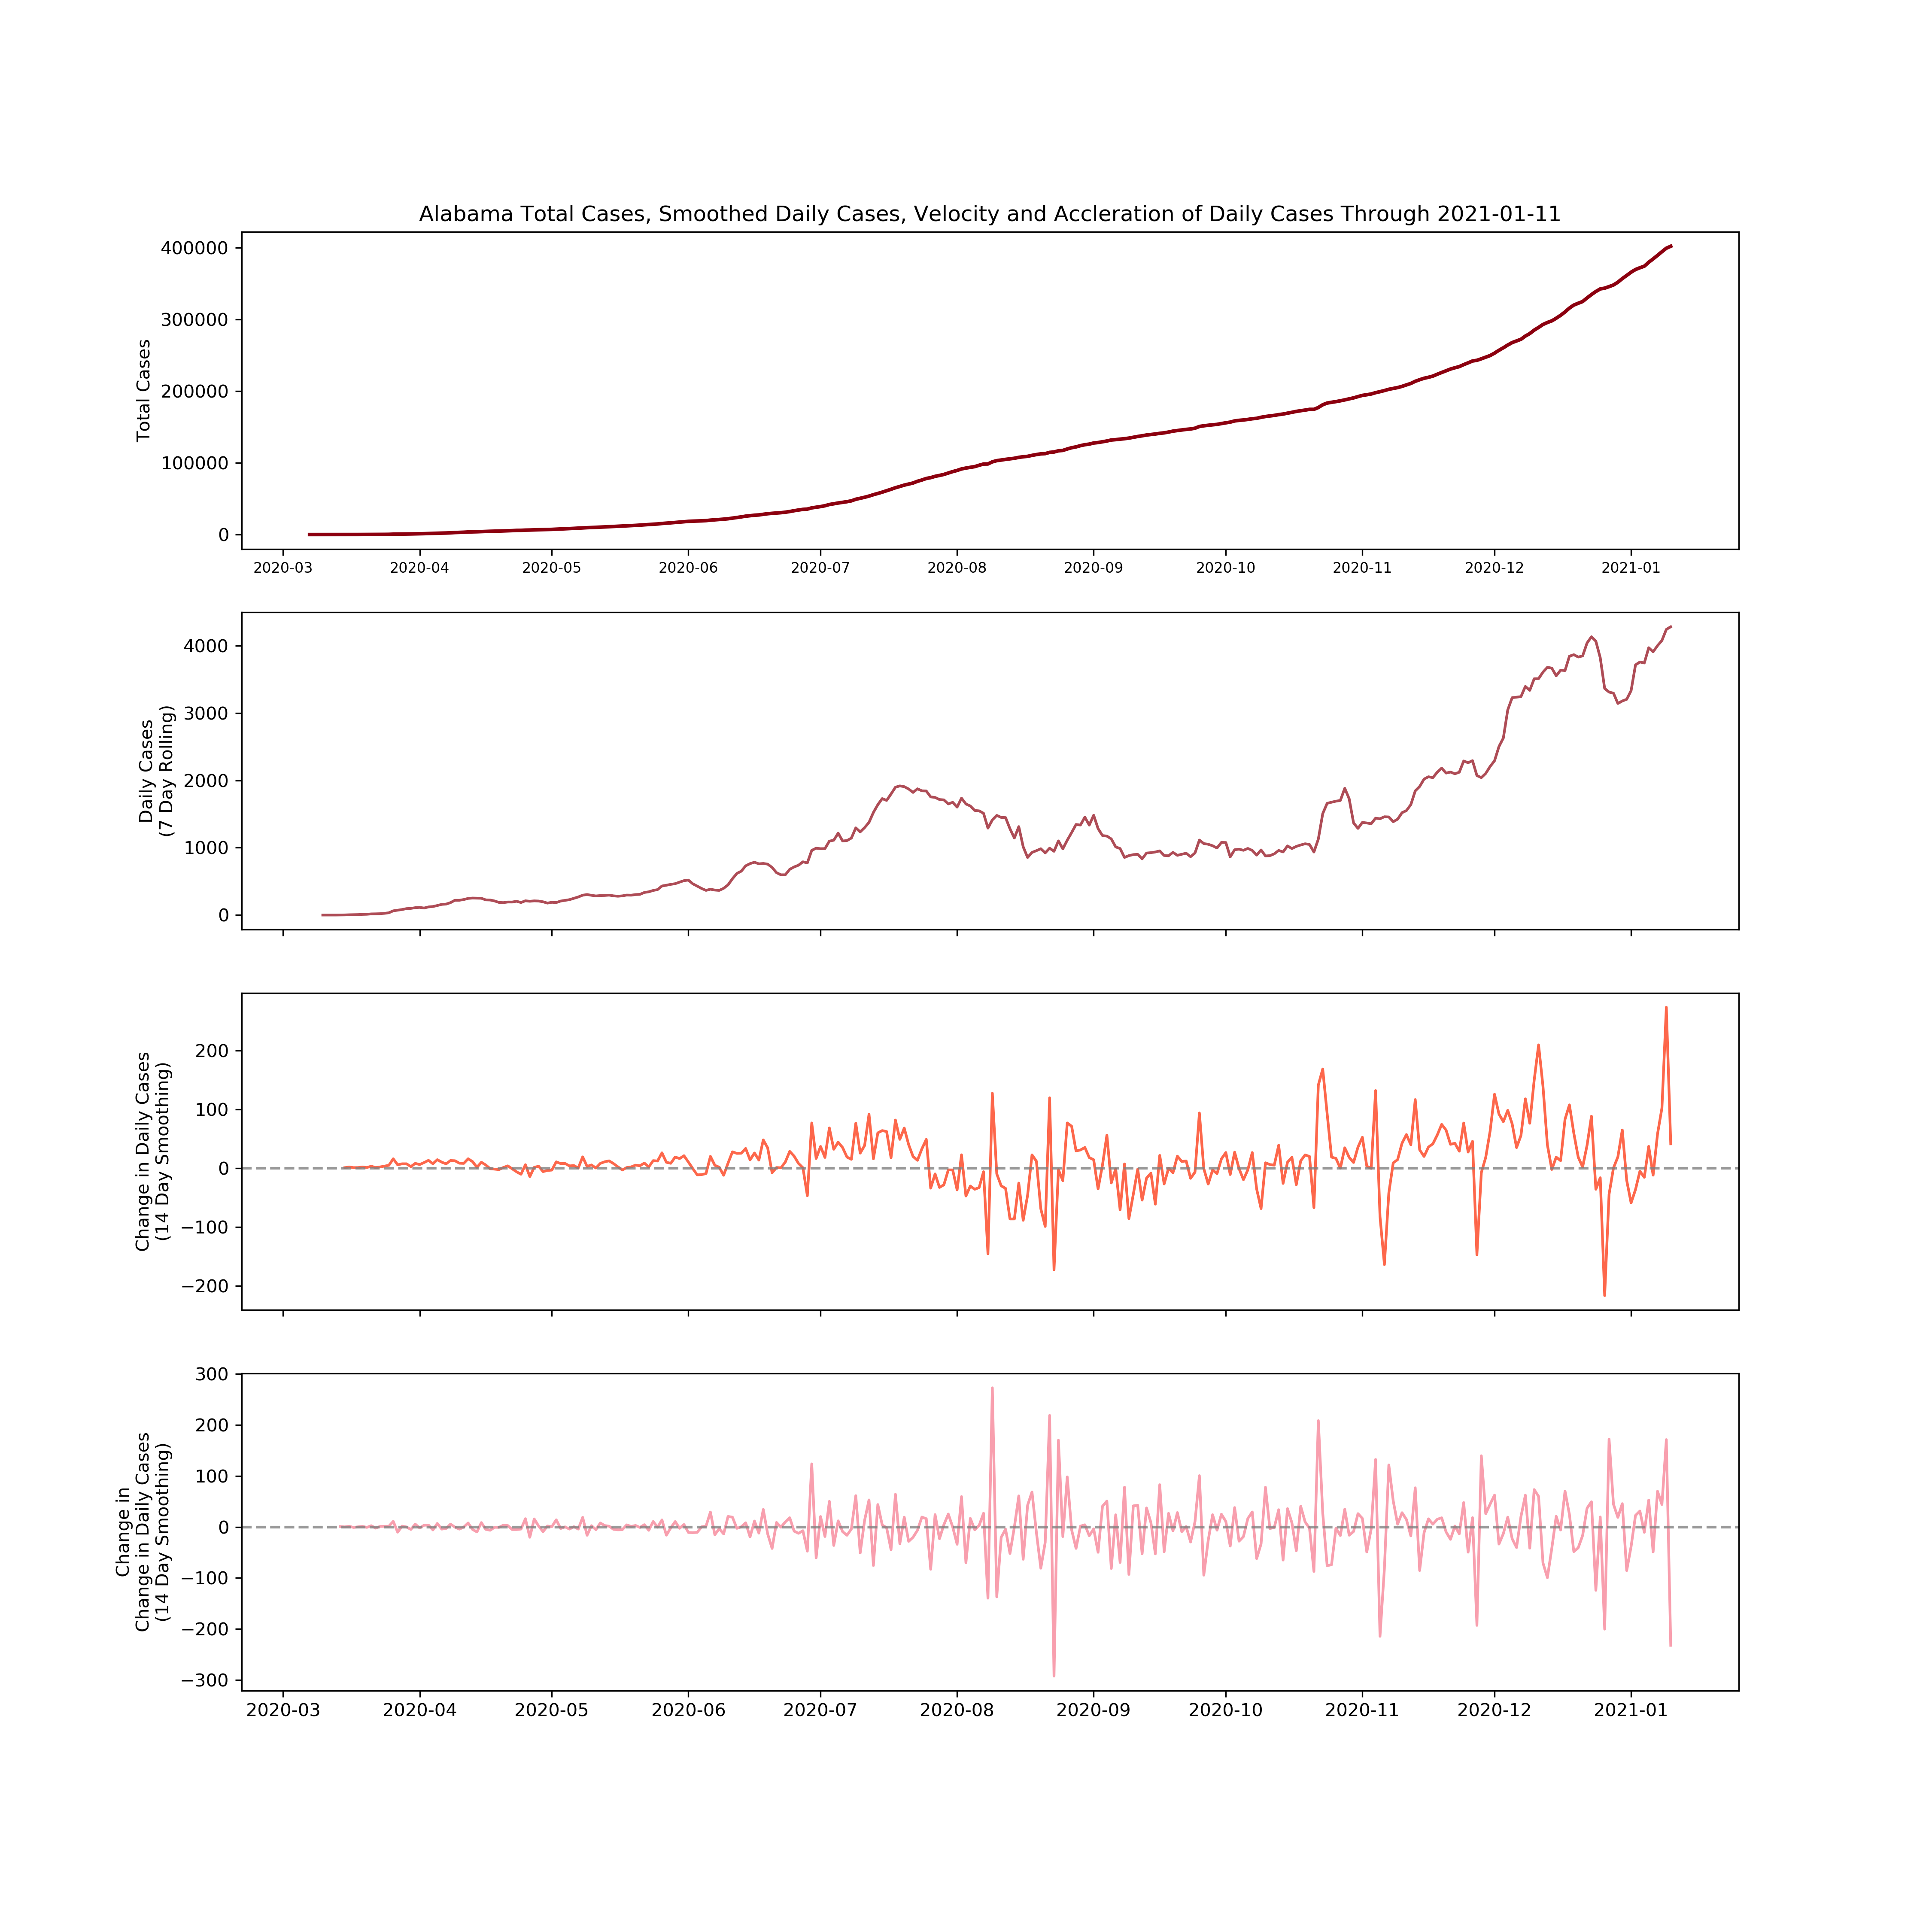 Alabama Total Cases, Smoothed Daily Cases, Velocity and Accleration of Daily Cases Through 2021-01-11
Total Cases
400000
300000
200000
100000
0
2020-03 2020-04 2020-05 2020-06 2020-07 2020-08 2020-09 2020-10 2020-11 2020-12 2021-01
Daily Cases
(7 Day Rolling)
4000
3000
2000
1000
0
Change in Daily Cases
(14 Day Smoothing)
200
100
0
−100
−200
Change in
Change in Daily Cases
(14 Day Smoothing)
300
200
100
0
−100
−200
−300
2020-03 2020-04 2020-05 2020-06 2020-07 2020-08 2020-09 2020-10 2020-11 2020-12 2021-01